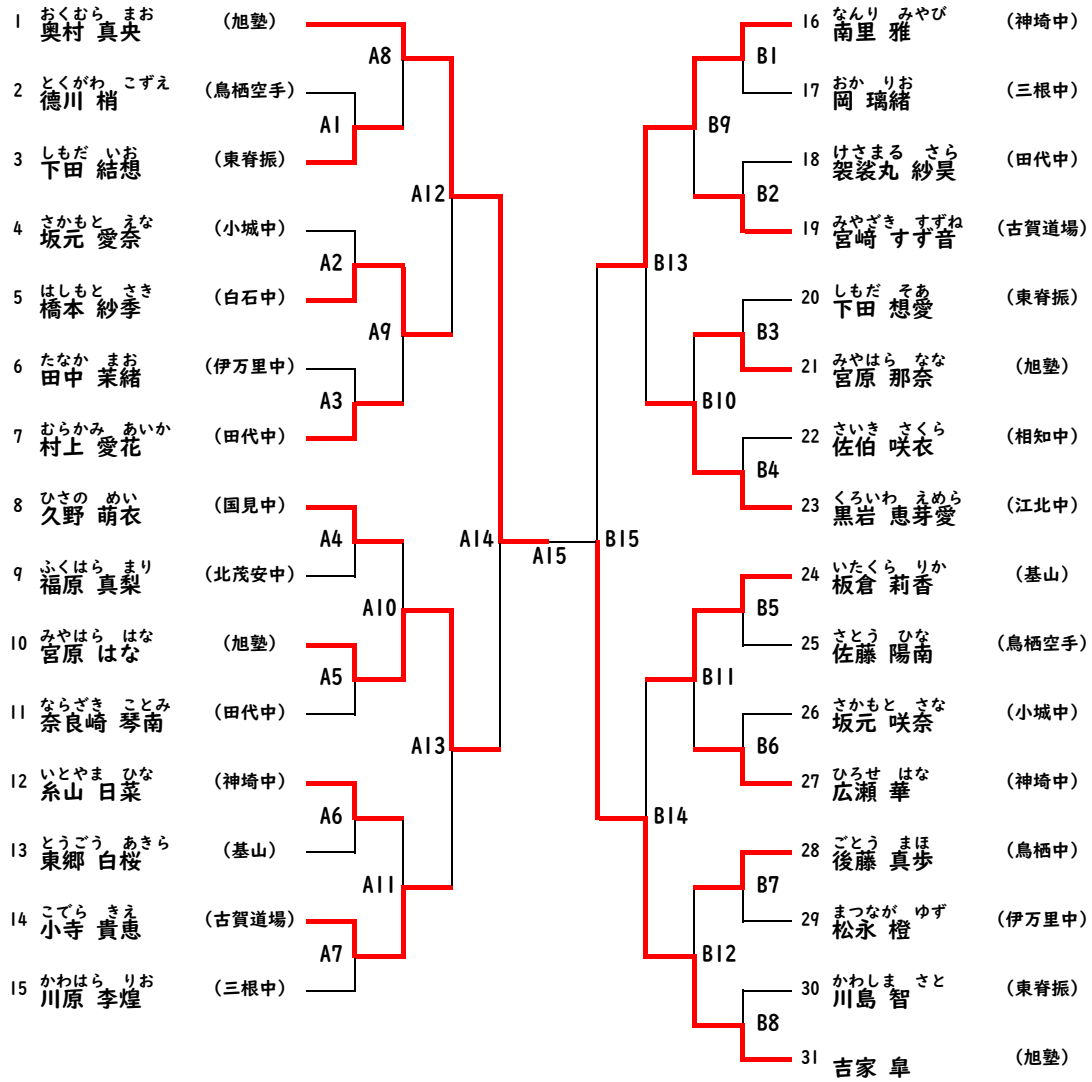 おくむら まお
1 奥村 真央 (旭塾)
とくがわ こずえ
2 德川 梢 (鳥栖空手)
しもだ いお
3 下田 結想 (東脊振)
さかもと えな
4 坂元 愛奈 (小城中)
はしもと さき
5 橋本 紗季 (白石中)
たなか まお
6 田中 茉緒 (伊万里中)
むらかみ あいか
7 村上 愛花 (田代中)
ひさの めい
8 久野 萌衣 (国見中)
ふくはら まり
9 福原 真梨 (北茂安中)
みやはら はな
10 宮原 はな (旭塾)
ならざき ことみ
11 奈良崎 琴南 (田代中)
いとやま ひな
12 糸山 日菜 (神埼中)
とうごう あきら
13 東郷 白桜 (基山)
こでら きえ
14 小寺 貴恵 (古賀道場)
かわはら りお
15 川原 李煌 (三根中)
A8
A1
A12
A2
A9
A3
A4
A14
A10
A5
A13
A6
A11
A7
A15
B15
B1
B9
B2
B13
B3
B10
B4
B5
B11
B6
B14
B7
B12
B8
なんり みやび
16 南里 雅 (神埼中)
おか りお
17 岡 璃緒 (三根中)
けさまる さら
18 袈裟丸 紗昊 (田代中)
みやざき すずね
19 宮﨑 すず音 (古賀道場)
しもだ そあ
20 下田 想愛 (東脊振)
みやはら なな
21 宮原 那奈 (旭塾)
さいき さくら
22 佐伯 咲衣 (相知中)
くろいわ えめら
23 黒岩 恵芽愛 (江北中)
いたくら りか
24 板倉 莉香 (基山)
さとう ひな
25 佐藤 陽南 (鳥栖空手)
さかもと さな
26 坂元 咲奈 (小城中)
ひろせ はな
27 広瀬 華 (神埼中)
ごとう まほ
28 後藤 真歩 (鳥栖中)
まつなが ゆず
29 松永 橙 (伊万里中)
かわしま さと
30 川島 智 (東脊振)
31 吉家 皐 (旭塾)